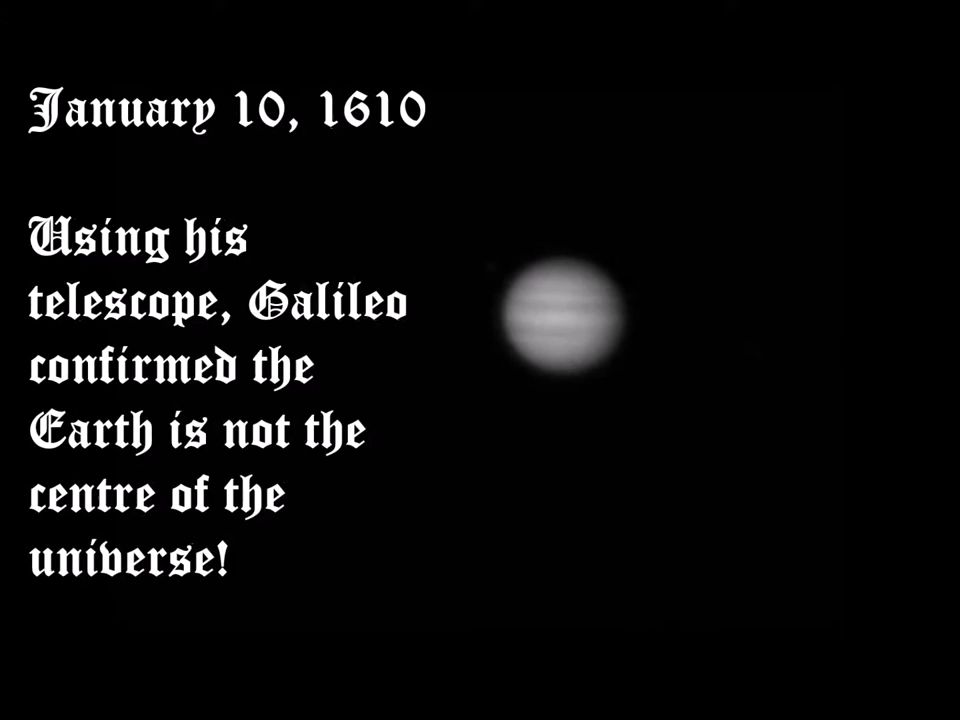 January 10, 1610
Using his
telescope, Galileo
confirmed the
Earth is not the
centre of the
universe!